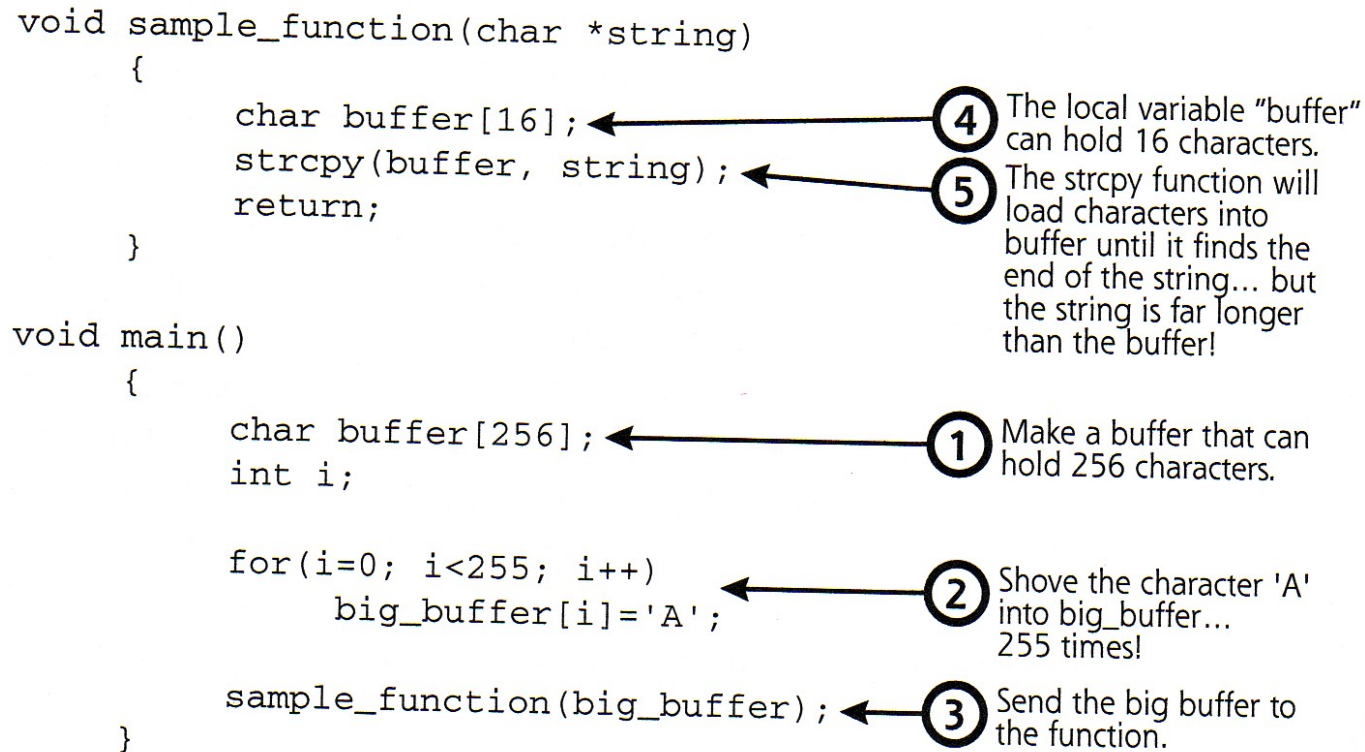 void sample_function(char *string)
{
char buffer[16];
strcpy(buffer, string);
return;
}
4 The local variable "buffer"
can hold 16 characters.
5 The strcpy function will
load characters into
buffer until it finds the
end of the string... but
the string is far longer
than the buffer!
void main()
{
char buffer[256];
int i;
1 Make a buffer that can
hold 256 characters.
for(i=0; i<255; i++)
big_buffer[i]='A';
2 Shove the character 'A'
into big_buffer...
255 times!
sample_function(big_buffer);
3 Send the big buffer to
the function.
}